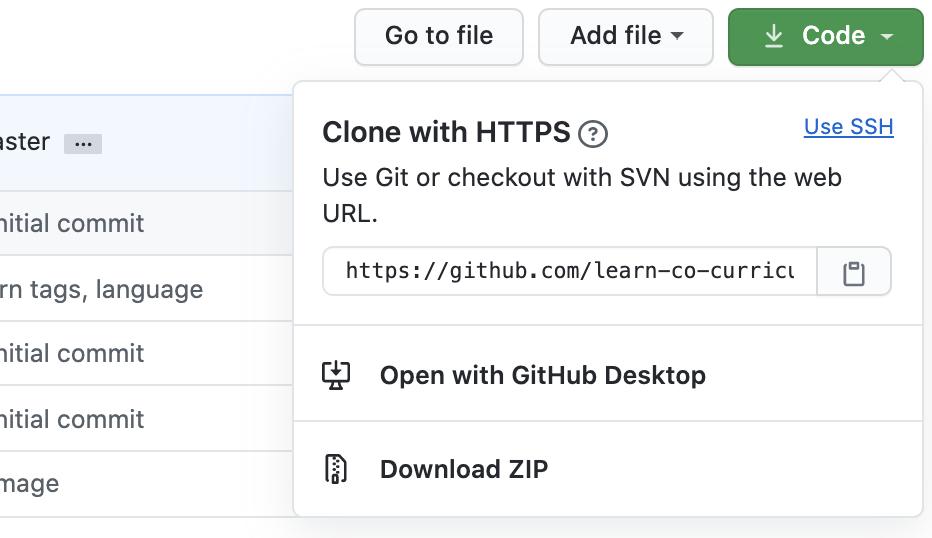 Go to file
Add file
Code
Clone with HTTPS
Use SSH
Use Git or checkout with SVN using the web
URL.
https://github.com/learn-co-curricu
Open with GitHub Desktop
Download ZIP
aster ...
nitial commit
rn tags, language
nitial commit
nitial commit
mage